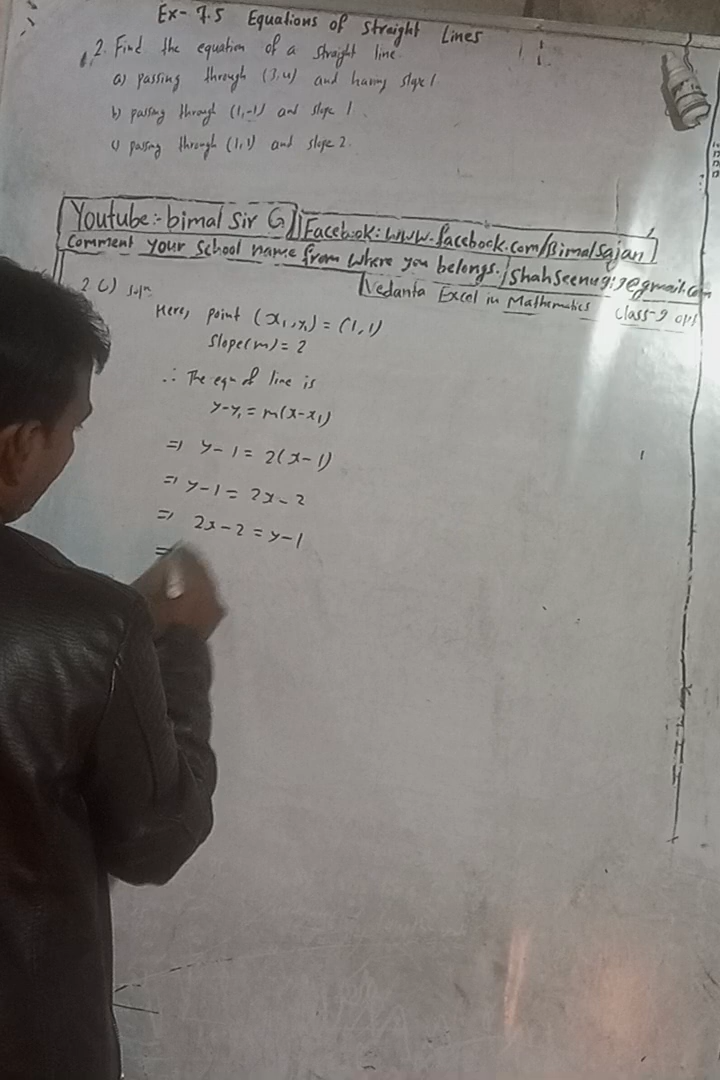 Ex- 7.5 Equations of Straight Lines
2. Find the equation of a straight line.
a) passing through (3,4) and having slope 1
b) passing through (1,-1) and slope 1.
c) passing through (1,1) and slope 2.
Youtube:- bimal Sir G
Facebook: www.facebook.com/Bimalsajan
Comment your School name from where you belongs.
Vedanta Excel in Mathematics Class-9 opt
2 c) solⁿ
Here, point (x₁, y₁) = (1,1)
Slope(m) = 2
∴ The eqn of line is
y-y₁ = m(x-x₁)
⇒ y-1 = 2(x-1)
⇒ y-1 = 2x-2
⇒ 2x-2 = y-1
⇒